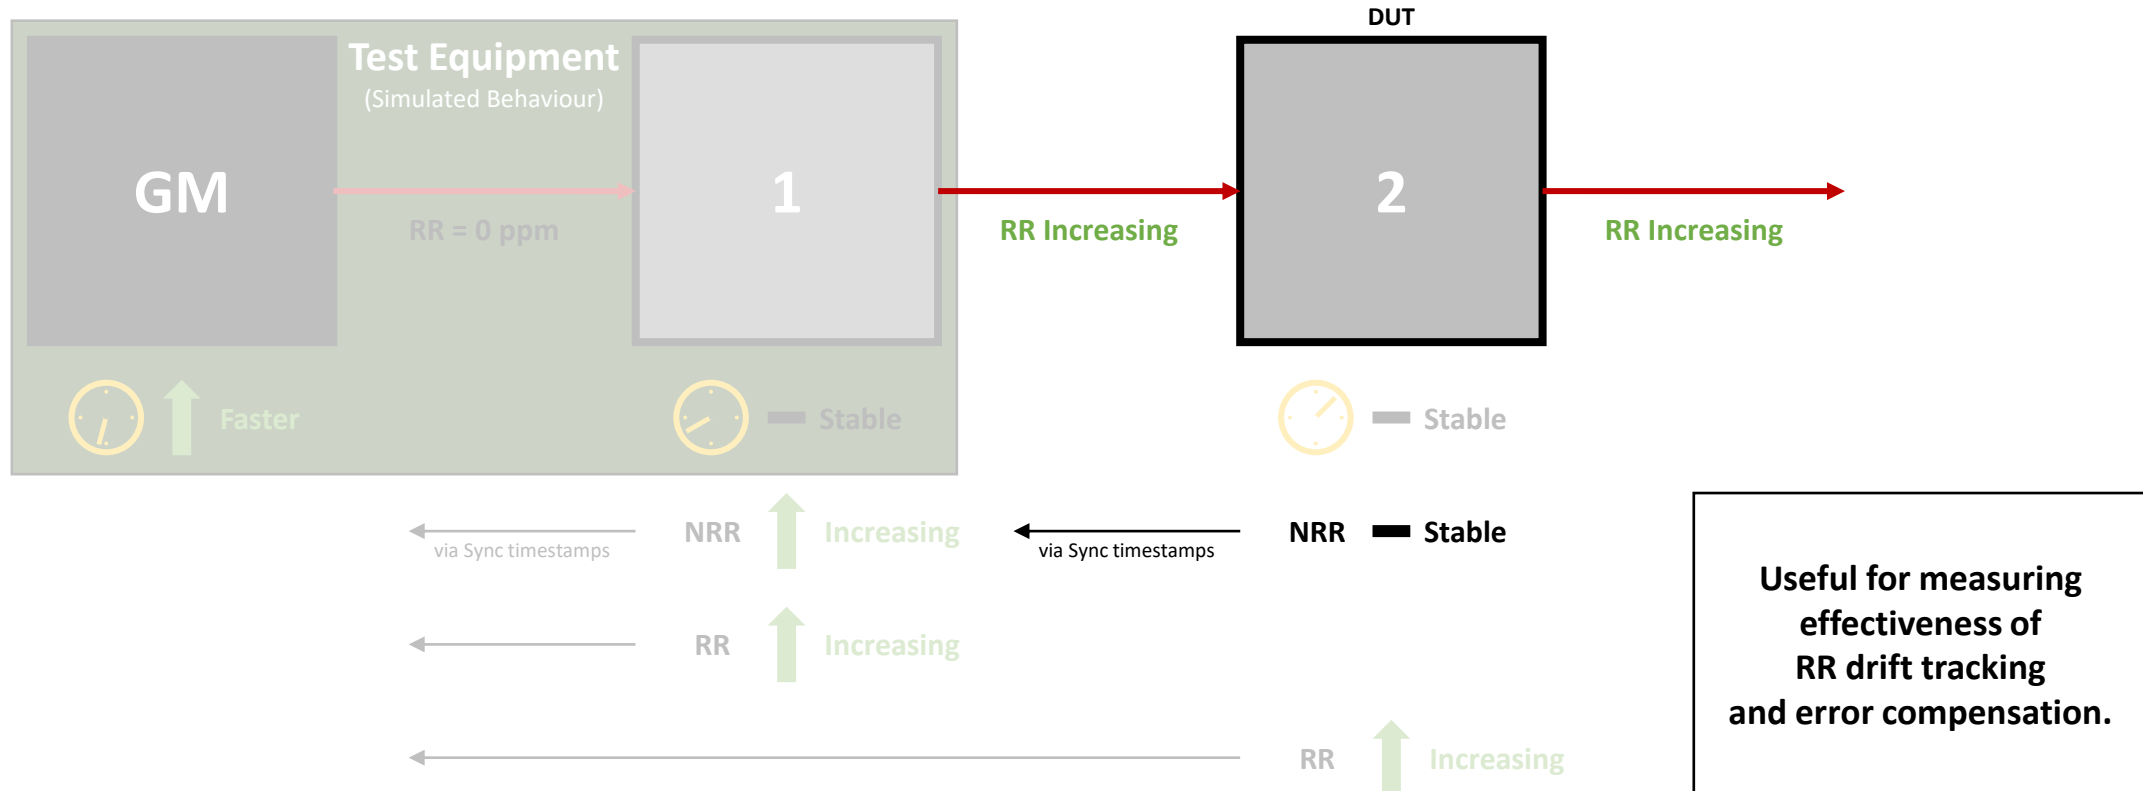 DUT
Test Equipment
(Simulated Behaviour)
GM
1
2
RR = 0 ppm
RR Increasing
RR Increasing
Faster
Stable
Stable
via Sync timestamps
NRR
Increasing
via Sync timestamps
NRR
Stable
RR
Increasing
RR
Increasing
Useful for measuring
effectiveness of
RR drift tracking
and error compensation.